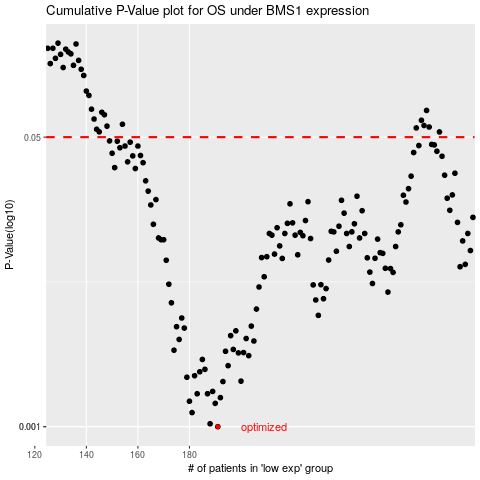 Cumulative P-Value plot for OS under BMS1 expression
P-Value(log10)
0.05
0.001
optimized
120 140 160 180
# of patients in 'low exp' group